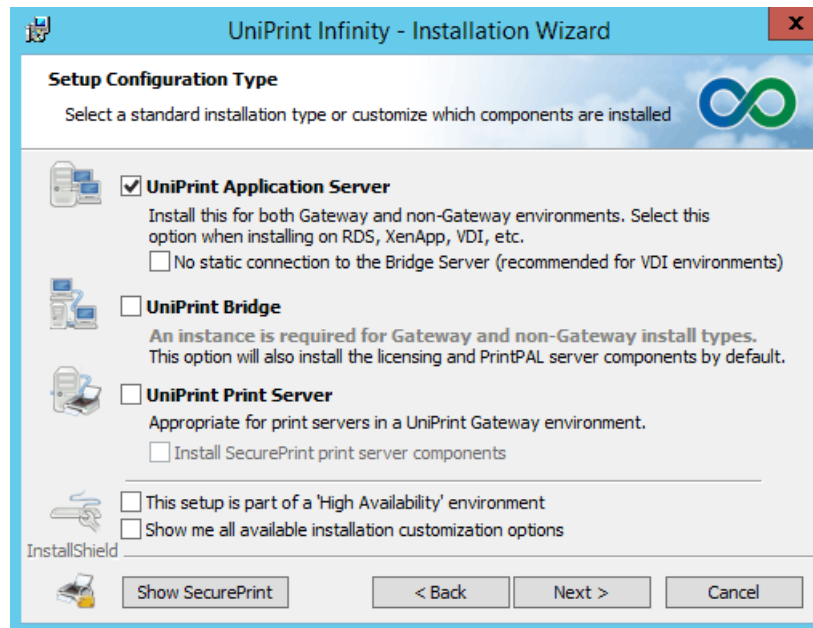 UniPrint Infinity - Installation Wizard
x
Setup Configuration Type
Select a standard installation type or customize which components are installed
UniPrint Application Server
Install this for both Gateway and non-Gateway environments. Select this
option when installing on RDS, XenApp, VDI, etc.
No static connection to the Bridge Server (recommended for VDI environments)
UniPrint Bridge
An instance is required for Gateway and non-Gateway install types.
This option will also install the licensing and PrintPAL server components by default.
UniPrint Print Server
Appropriate for print servers in a UniPrint Gateway environment.
Install SecurePrint print server components
This setup is part of a 'High Availability' environment
Show me all available installation customization options
InstallShield
Show SecurePrint
< Back
Next >
Cancel